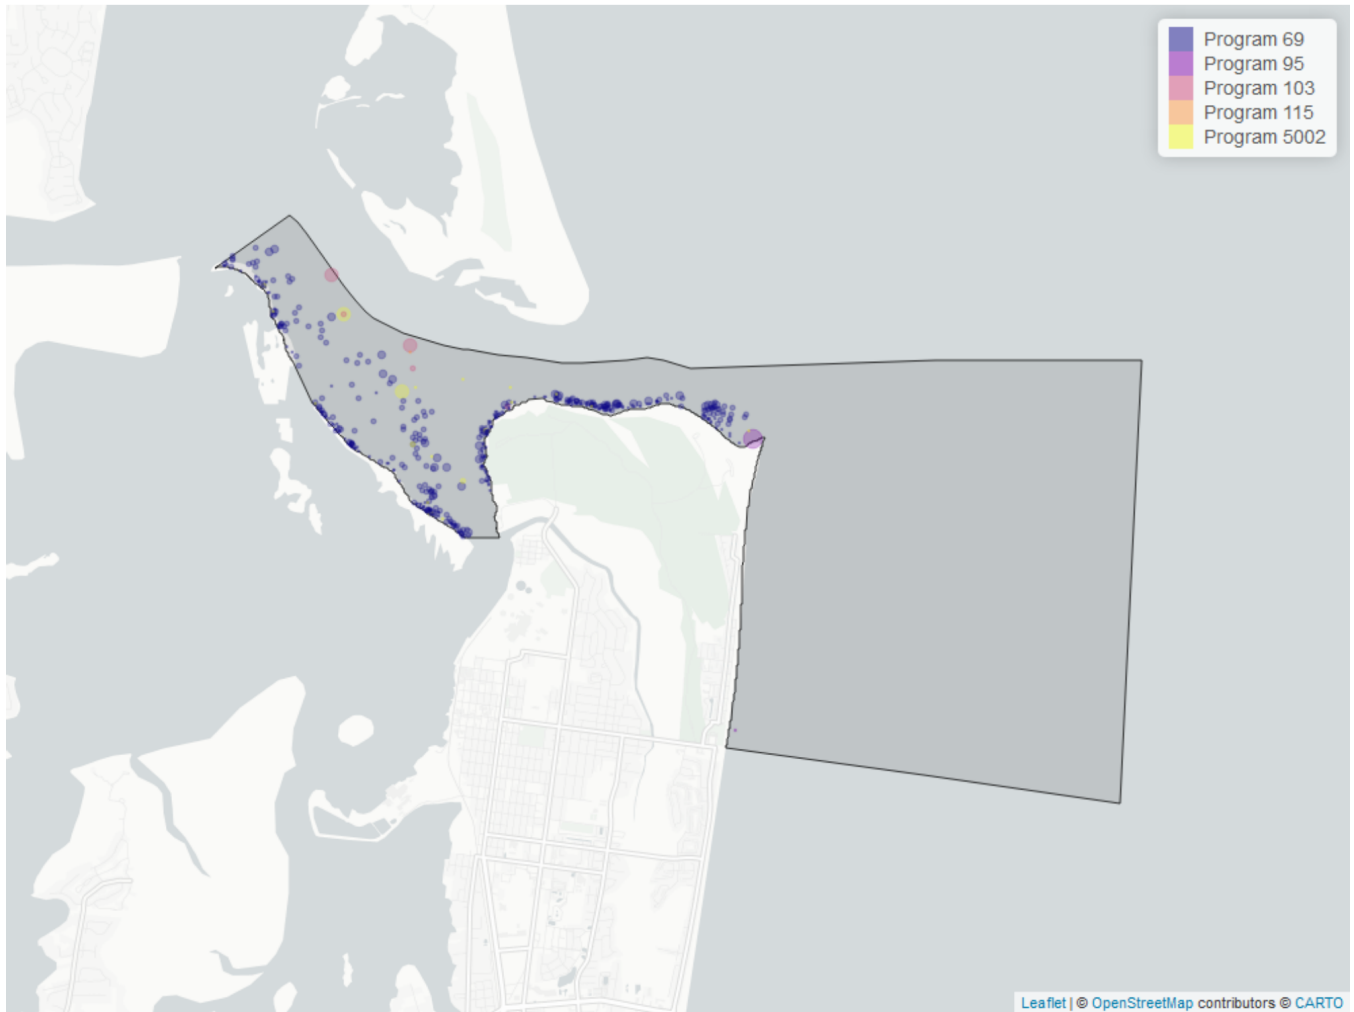 Program 69
Program 95
Program 103
Program 115
Program 5002
Leaflet | © OpenStreetMap contributors © CARTO